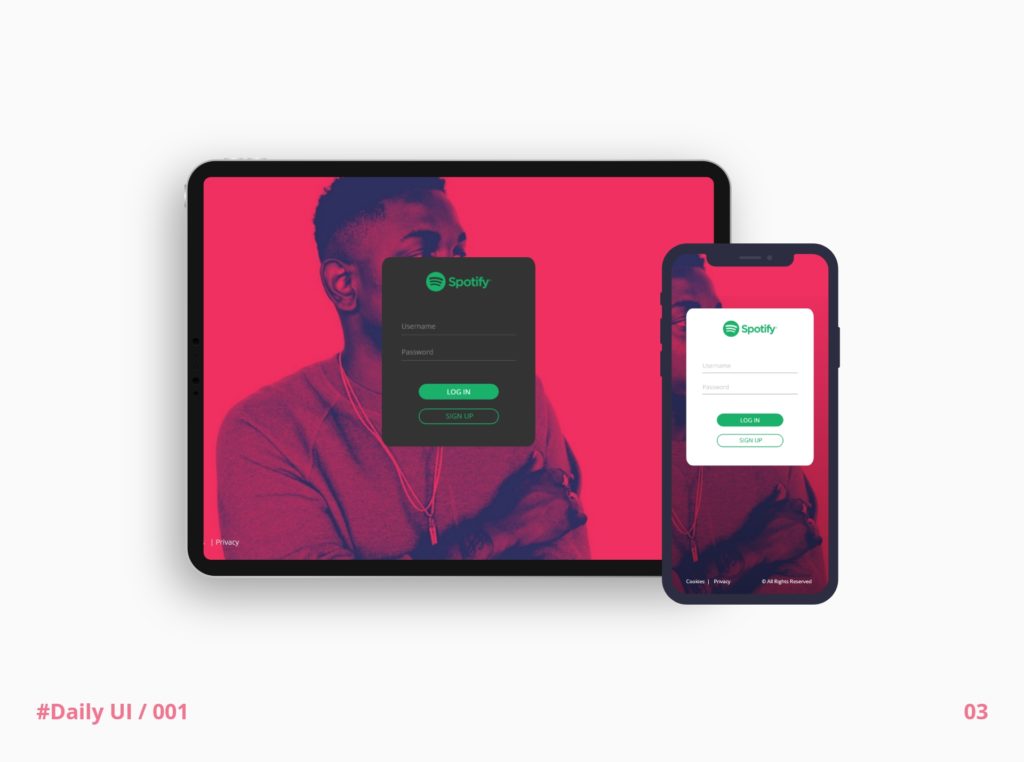 Spotify
Username
Password
LOG IN
SIGN UP
| Privacy
Spotify
Username
Password
LOG IN
SIGN UP
Cookies | Privacy © All Rights Reserved
#Daily UI / 001
03